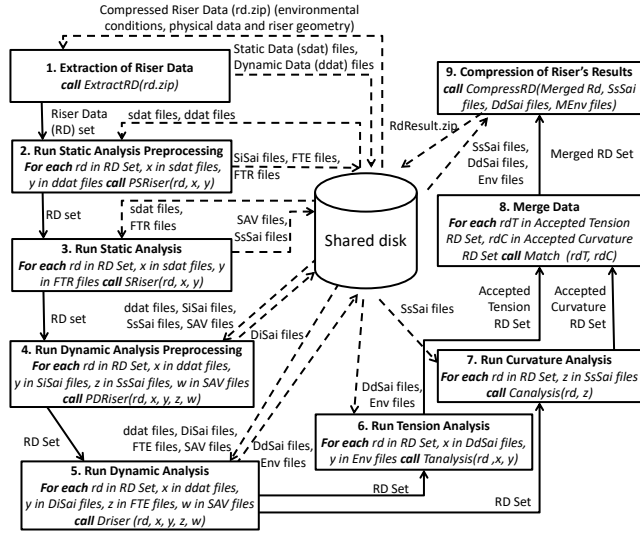 Compressed Riser Data (rd.zip) (environmental
conditions, physical data and riser geometry)
Static Data (sdat) files,
Dynamic Data (ddat) files
1. Extraction of Riser Data
call ExtractRD(rd.zip)
Riser Data
(RD) set
sdat files, ddat files
2. Run Static Analysis Preprocessing
For each rd in RD Set, x in sdat files,
y in ddat files call PSRiser(rd, x, y)
SiSai files, FTE files,
FTR files
RD set
sdat files,
FTR files
SAV files,
SsSai files
3. Run Static Analysis
For each rd in RD Set, x in sdat files, y
in FTR files call SRiser(rd, x, y)
RD set
ddat files, SiSai files,
SsSai files, SAV files
DiSai files
4. Run Dynamic Analysis Preprocessing
For each rd in RD Set, x in ddat files,
y in SiSai files, z in SsSai files, w in SAV files
call PDRiser(rd, x, y, z, w)
RD Set
ddat files, DiSai files,
FTE files, SAV files
DdSai files,
Env files
5. Run Dynamic Analysis
For each rd in RD Set, x in ddat files,
y in DiSai files, z in FTE files, w in SAV files
call Driser (rd, x, y, z, w)
RD Set
RD Set
Shared disk
DdSai files,
Env files
6. Run Tension Analysis
For each rd in RD Set, x in DdSai files,
y in Env files call Tanalysis(rd ,x, y)
SsSai files
7. Run Curvature Analysis
For each rd in RD Set, z in SsSai files
call Canalysis(rd, z)
Accepted
Tension
RD Set
Accepted
Curvature
RD Set
8. Merge Data
For each rdT in Accepted Tension
RD Set, rdC in Accepted Curvature
RD Set call Match (rdT, rdC)
Merged RD Set
SsSai files,
DdSai files,
Env files
RdResult.zip
9. Compression of Riser's Results
call CompressRD(Merged Rd, SsSai
files, DdSai files, MEnv files)